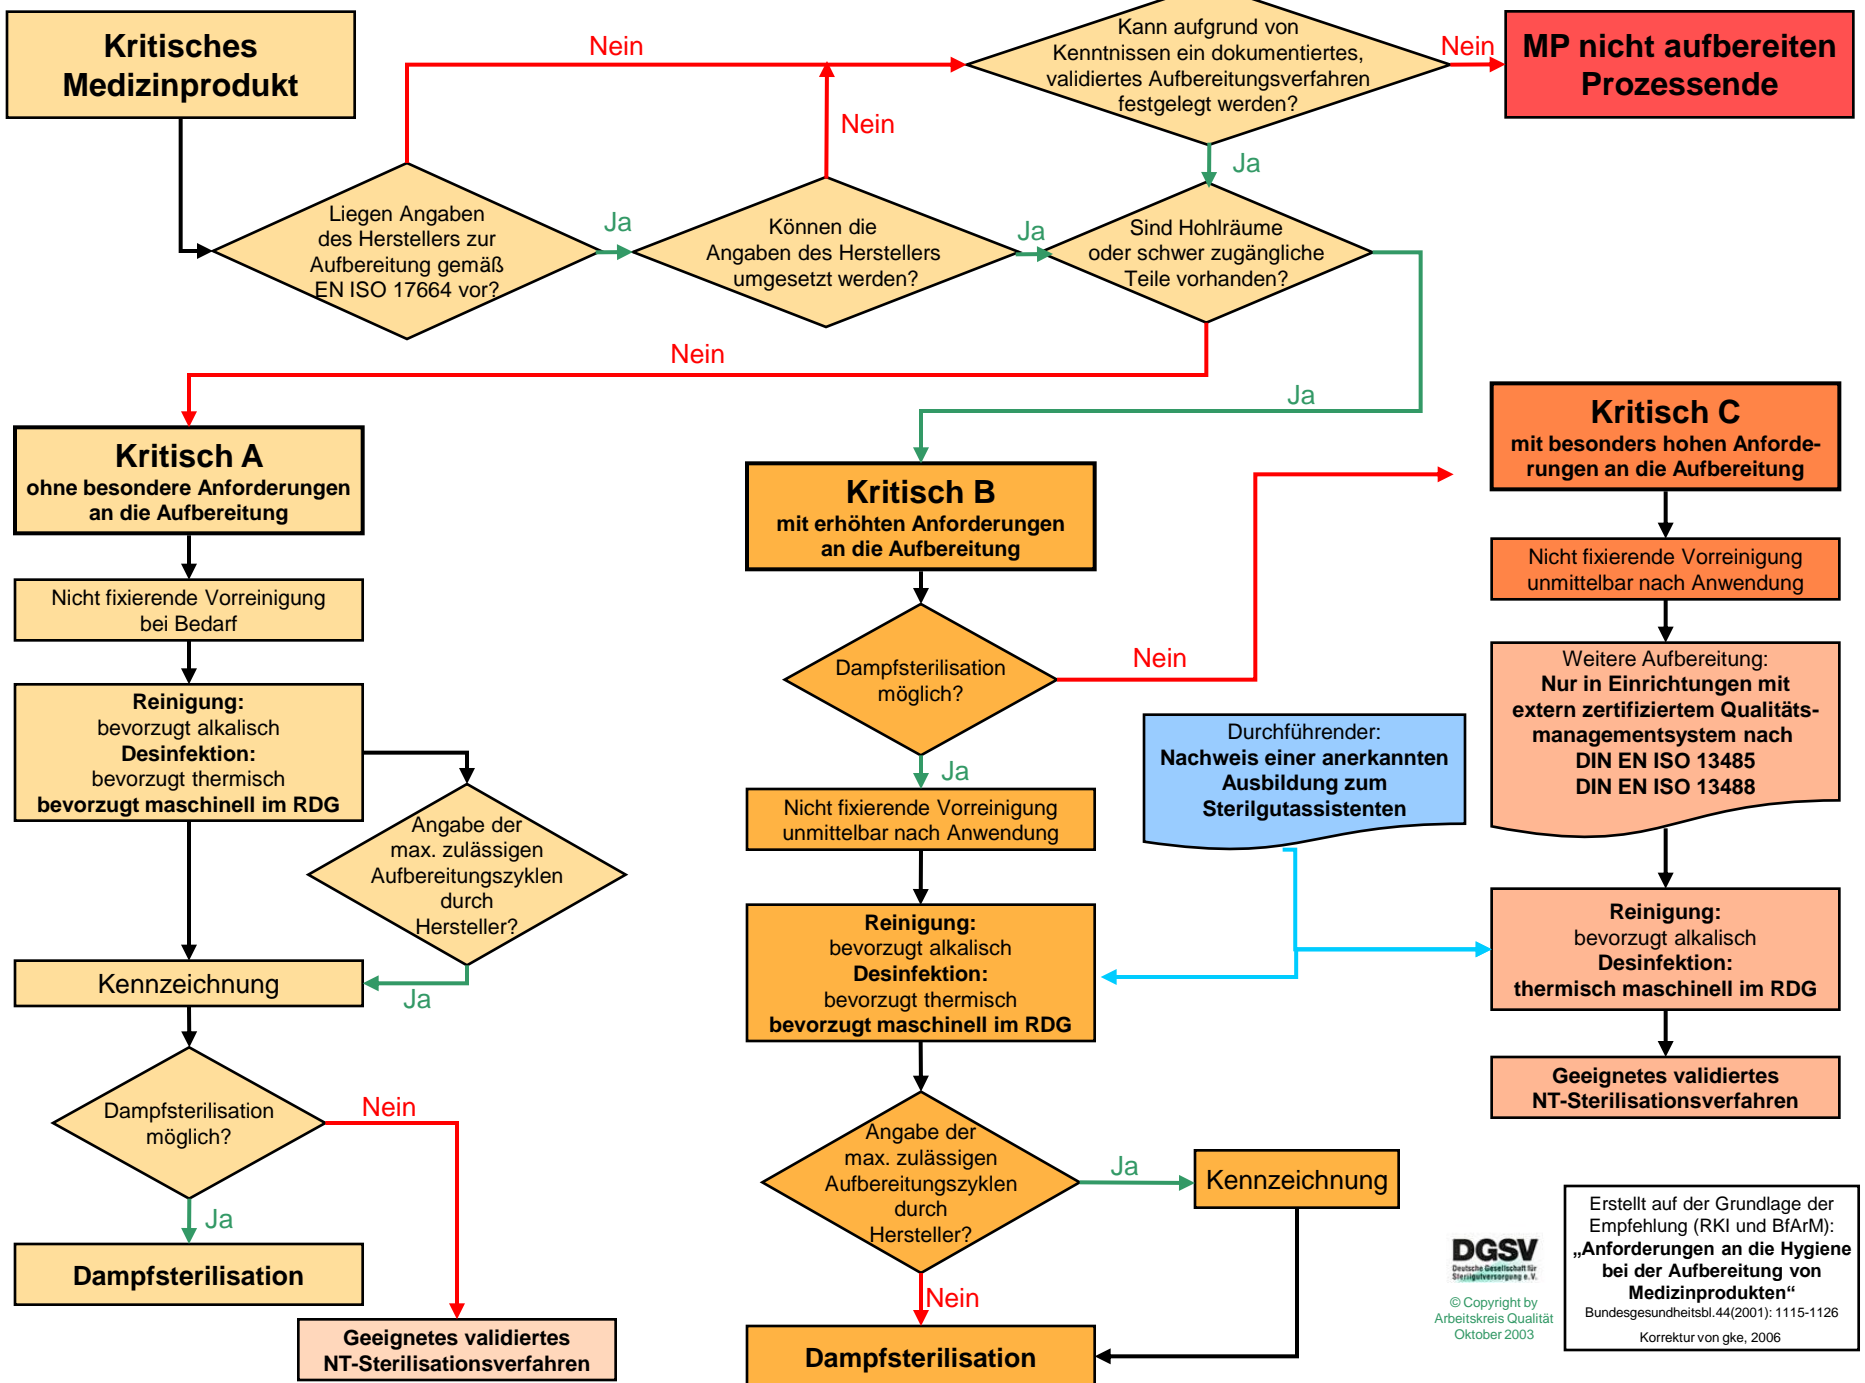 Kritisches
Medizinprodukt
Nein
Kann aufgrund von
Kenntnissen ein dokumentiertes,
validiertes Aufbereitungsverfahren
festgelegt werden?
Nein
MP nicht aufbereiten
Prozessende
Nein
Ja
Liegen Angaben
des Herstellers zur
Aufbereitung gemäß
EN ISO 17664 vor?
Ja
Können die
Angaben des Herstellers
umgesetzt werden?
Ja
Sind Hohlräume
oder schwer zugängliche
Teile vorhanden?
Nein
Ja
Kritisch A
ohne besondere Anforderungen
an die Aufbereitung
Nicht fixierende Vorreinigung
bei Bedarf
Reinigung:
bevorzugt alkalisch
Desinfektion:
bevorzugt thermisch
bevorzugt maschinell im RDG
Angabe der
max. zulässigen
Aufbereitungszyklen
durch
Hersteller?
Ja
Kennzeichnung
Dampfsterilisation
möglich?
Nein
Ja
Dampfsterilisation
Geeignetes validiertes
NT-Sterilisationsverfahren
Kritisch B
mit erhöhten Anforderungen
an die Aufbereitung
Dampfsterilisation
möglich?
Nein
Ja
Nicht fixierende Vorreinigung
unmittelbar nach Anwendung
Reinigung:
bevorzugt alkalisch
Desinfektion:
bevorzugt thermisch
bevorzugt maschinell im RDG
Angabe der
max. zulässigen
Aufbereitungszyklen
durch
Hersteller?
Ja
Kennzeichnung
Nein
Dampfsterilisation
Durchführender:
Nachweis einer anerkannten
Ausbildung zum
Sterilgutassistenten
Kritisch C
mit besonders hohen Anforde-
rungen an die Aufbereitung
Nicht fixierende Vorreinigung
unmittelbar nach Anwendung
Weitere Aufbereitung:
Nur in Einrichtungen mit
extern zertifiziertem Qualitäts-
managementsystem nach
DIN EN ISO 13485
DIN EN ISO 13488
Reinigung:
bevorzugt alkalisch
Desinfektion:
thermisch maschinell im RDG
Geeignetes validiertes
NT-Sterilisationsverfahren
DGSV
Deutsche Gesellschaft für
Sterilgutversorgung e.V.
© Copyright by
Arbeitskreis Qualität
Oktober 2003
Erstellt auf der Grundlage der
Empfehlung (RKI und BfArM):
„Anforderungen an die Hygiene
bei der Aufbereitung von
Medizinprodukten“
Bundesgesundheitsbl.44(2001): 1115-1126
Korrektur von gke, 2006